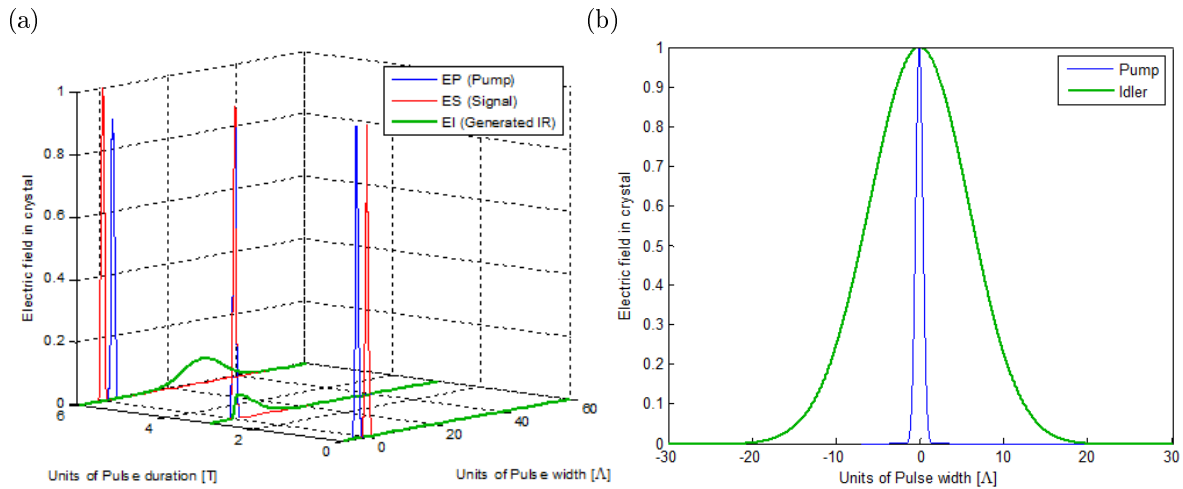 (a)
EP (Pump)
ES (Signal)
EI (Generated IR)
Electric field in crystal
1
0.8
0.6
0.4
0.2
0
6
4
2
0
0
20
40
60
Units of Pulse duration [T]
Units of Pulse width [Λ]
(b)
Pump
Idler
Electric field in crystal
1
0.9
0.8
0.7
0.6
0.5
0.4
0.3
0.2
0.1
0
-30
-20
-10
0
10
20
30
Units of Pulse width [Λ]